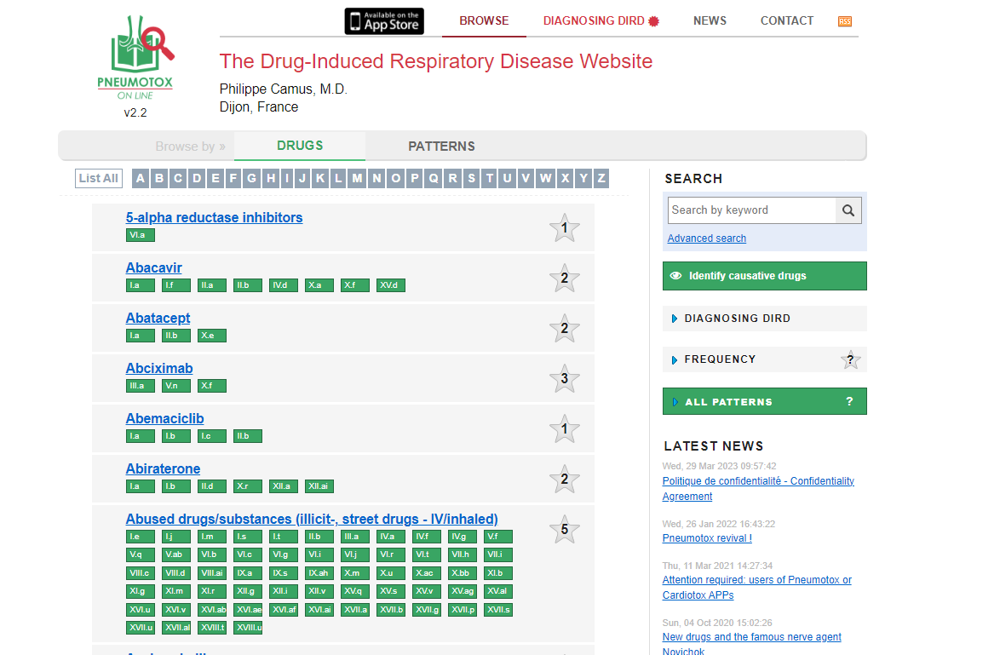 Available on the
App Store
BROWSE
DIAGNOSING DIRD
NEWS
CONTACT
RSS
PNEUMOTOX
ON LINE
v2.2
The Drug-Induced Respiratory Disease Website
Philippe Camus, M.D.
Dijon, France
Browse by »
DRUGS
PATTERNS
List All A B C D E F G H I J K L M N O P Q R S T U V W X Y Z
5-alpha reductase inhibitors
1
VI.a
Abacavir
2
I.a I.f II.a II.b IV.d X.a X.f XV.d
Abatacept
2
I.a II.b X.e
Abciximab
3
III.a V.n X.f
Abemaciclib
1
I.a I.b I.c II.b
Abiraterone
2
I.a I.b II.d X.r XII.a XII.ai
Abused drugs/substances (illicit-, street drugs - IV/inhaled)
5
I.e I.j I.m I.s I.t II.b III.a IV.a IV.f IV.g V.f
V.q V.ab VI.b VI.c VI.g VI.i VI.j VI.r VI.t VII.h VII.i
VIII.c VIII.d VIII.ai IX.a IX.s IX.ah X.m X.u X.ac X.bb XI.b
XI.g XI.m XI.r XII.g XII.i XII.v XV.q XV.s XV.v XV.ag XV.al
XVI.u XVI.v XVI.ab XVI.ae XVI.af XVI.ai XVII.a XVII.b XVII.g XVII.p XVII.s
XVII.u XVII.al XVIII.t XVIII.u
SEARCH
Search by keyword
Advanced search
Identify causative drugs
DIAGNOSING DIRD
FREQUENCY ?
ALL PATTERNS ?
LATEST NEWS
Wed, 29 Mar 2023 09:57:42
Politique de confidentialité - Confidentiality
Agreement
Wed, 26 Jan 2022 16:43:22
Pneumotox revival !
Thu, 11 Mar 2021 14:27:34
Attention required: users of Pneumotox or
Cardiotox APPs
Sun, 04 Oct 2020 15:02:26
New drugs and the famous nerve agent
Novichok